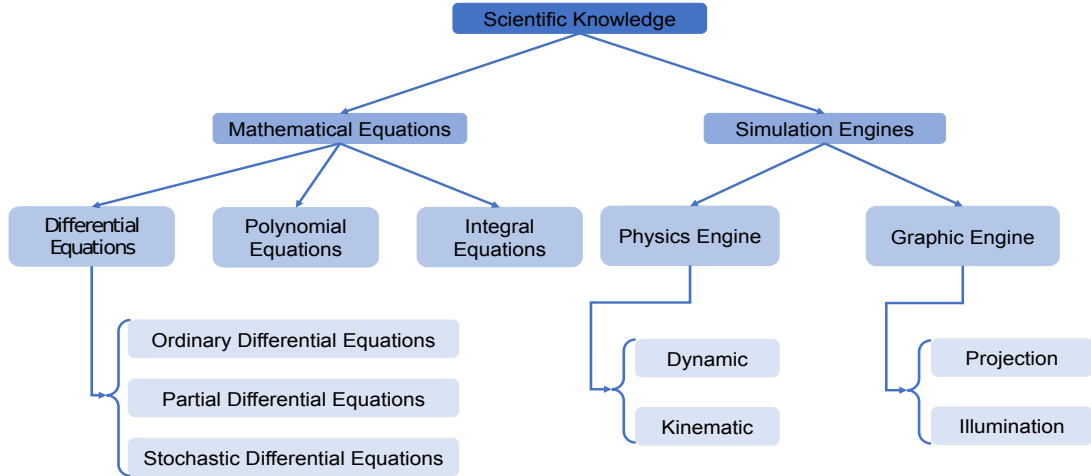 Scientific Knowledge
Mathematical Equations
Simulation Engines
Differential
Equations
Polynomial
Equations
Integral
Equations
Physics Engine
Graphic Engine
Ordinary Differential Equations
Partial Differential Equations
Stochastic Differential Equations
Dynamic
Kinematic
Projection
Illumination